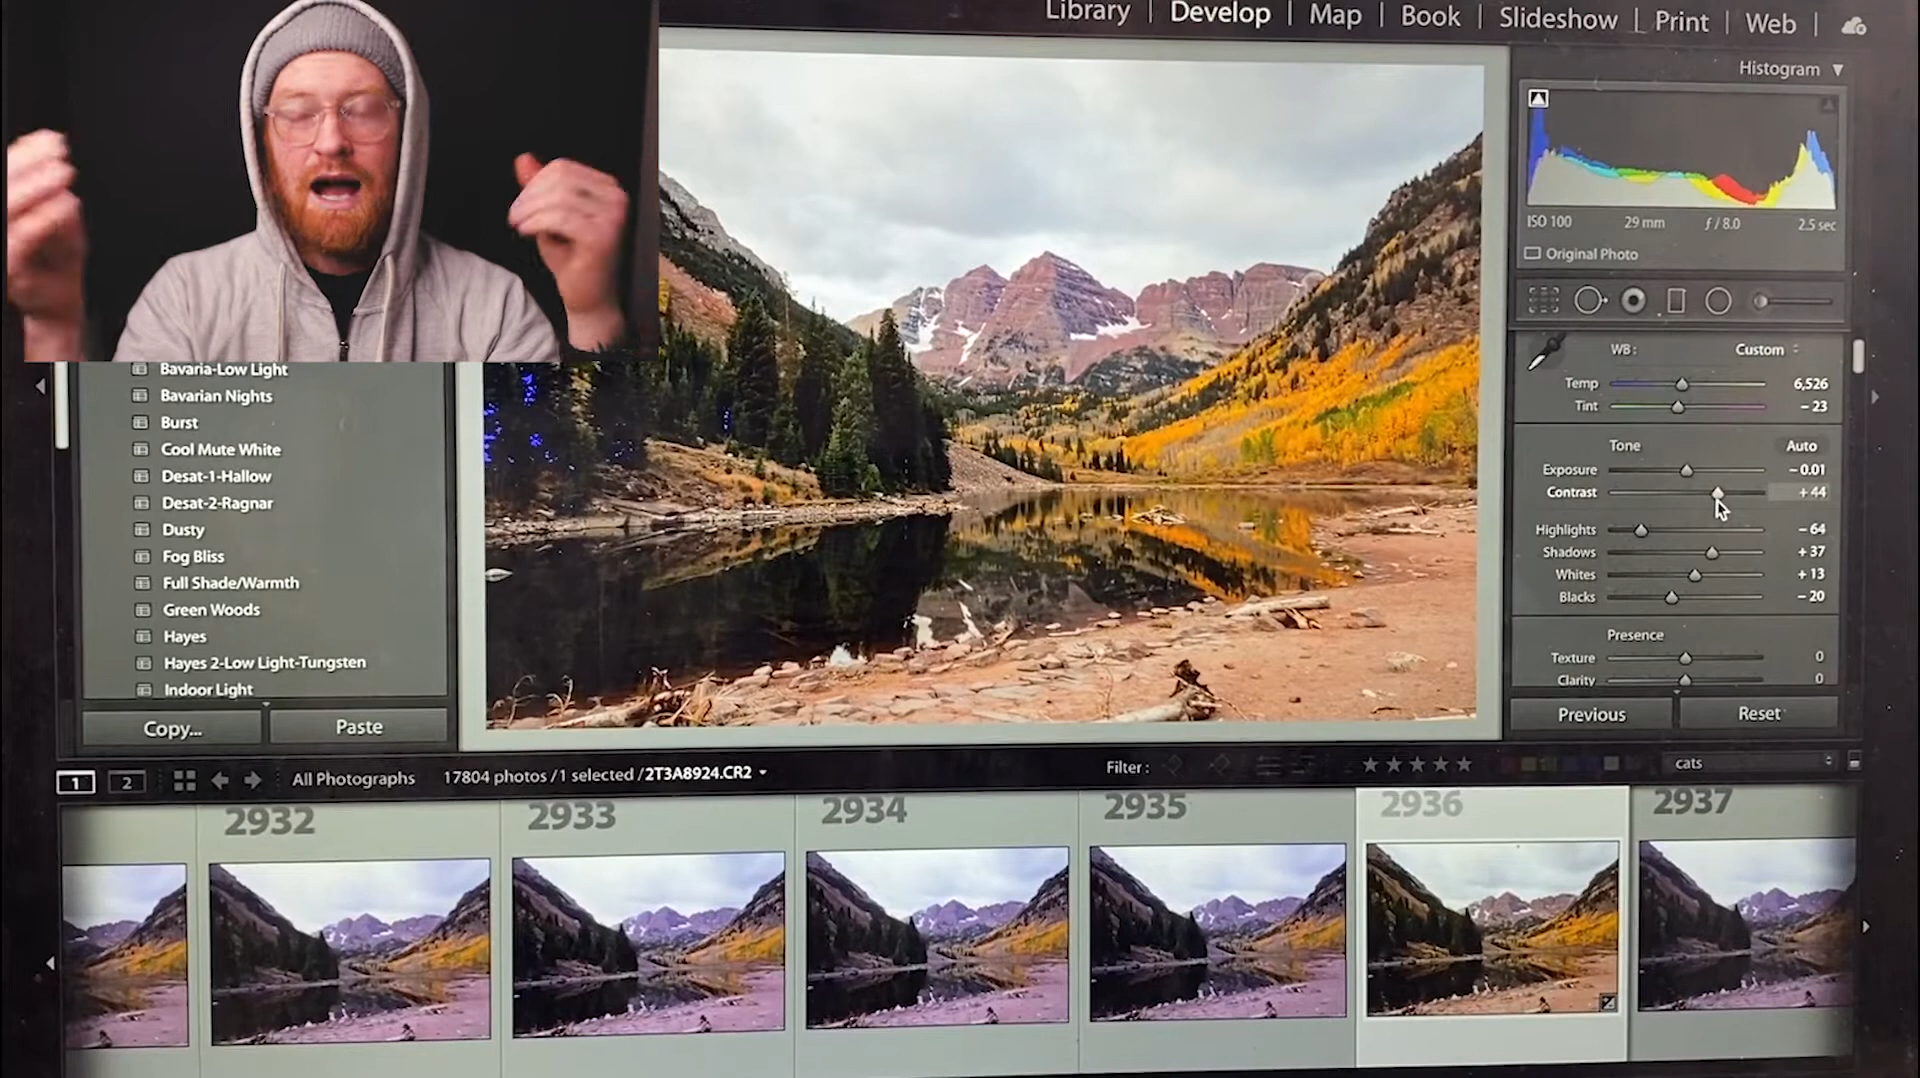 Library | Develop | Map | Book | Slideshow | Print | Web |
Histogram
ISO 100 29 mm ƒ / 8.0 2.5 sec
Original Photo
WB : Custom
Temp 6,526
Tint – 23
Tone Auto
Exposure – 0.01
Contrast + 44
Highlights – 64
Shadows + 37
Whites + 13
Blacks – 20
Presence
Texture 0
Clarity 0
Previous Reset
Bavaria-Low Light
Bavarian Nights
Burst
Cool Mute White
Desat-1-Hallow
Desat-2-Ragnar
Dusty
Fog Bliss
Full Shade/Warmth
Green Woods
Hayes
Hayes 2-Low Light-Tungsten
Indoor Light
Copy... Paste
1 2 All Photographs 17804 photos / 1 selected / 2T3A8924.CR2 Filter : cats
2932 2933 2934 2935 2936 2937